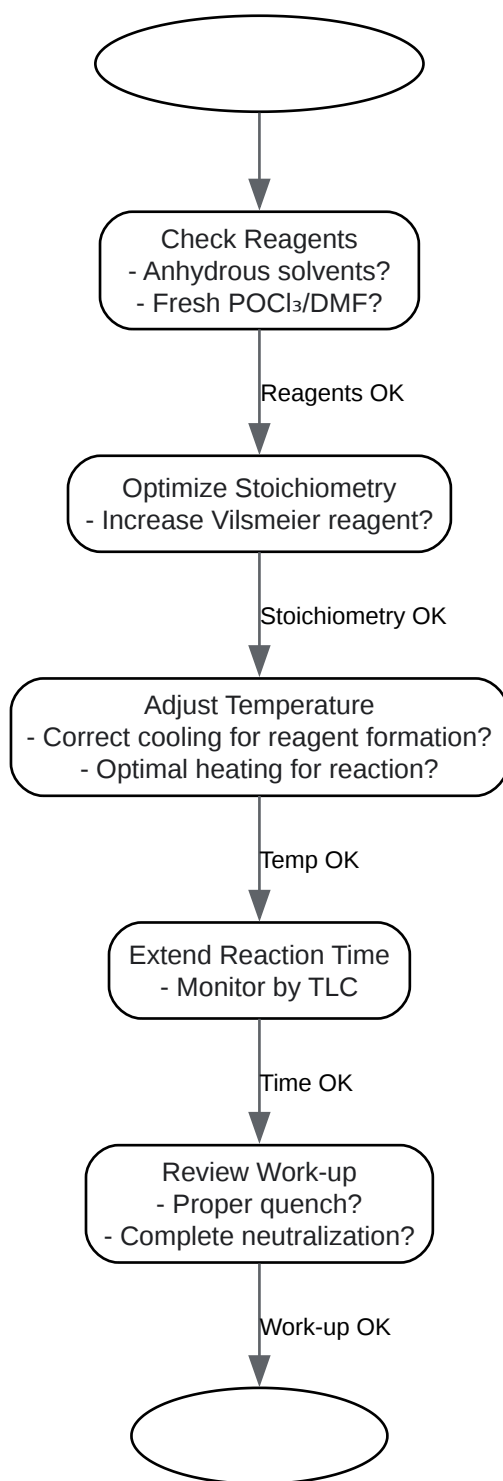 Check Reagents
- Anhydrous solvents?
- Fresh POCl₃/DMF?
Reagents OK
Optimize Stoichiometry
- Increase Vilsmeier reagent?
Stoichiometry OK
Adjust Temperature
- Correct cooling for reagent formation?
- Optimal heating for reaction?
Temp OK
Extend Reaction Time
- Monitor by TLC
Time OK
Review Work-up
- Proper quench?
- Complete neutralization?
Work-up OK